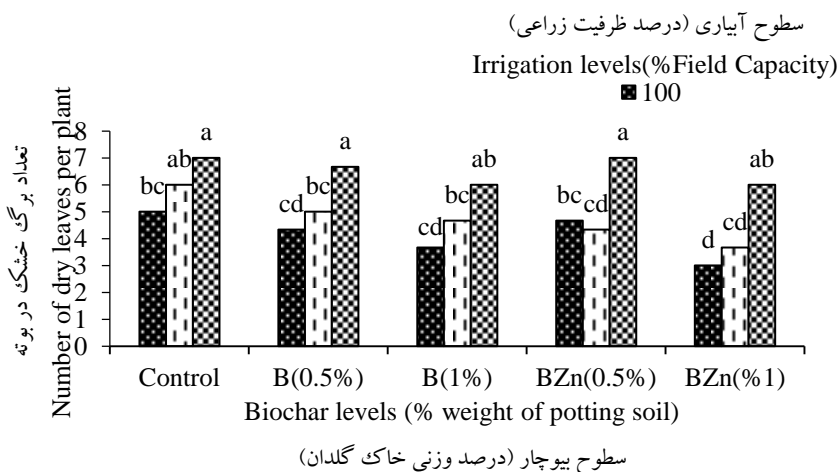 سطوح آبیاری (درصد ظرفیت زراعی)
Irrigation levels(%Field Capacity)
100
تعداد برگ خشک در بوته
Number of dry leaves per plant
8
7
6
5
4
3
2
1
0
bc ab a
cd bc a
cd bc ab
bc cd a
d cd ab
Control B(0.5%) B(1%) BZn(0.5%) BZn(%1)
Biochar levels (% weight of potting soil)
سطوح بیوچار (درصد وزنی خاک گلدان)